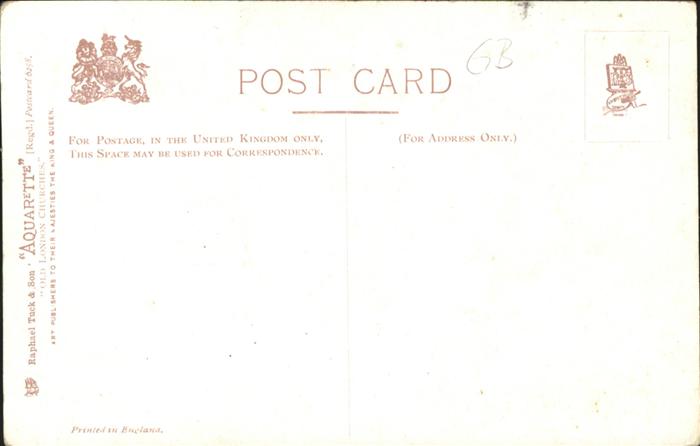 POST CARD
GB
FOR POSTAGE, IN THE UNITED KINGDOM ONLY,
THIS SPACE MAY BE USED FOR CORRESPONDENCE.
(FOR ADDRESS ONLY.)
Raphael Tuck & Son "AQUARETTE" [Regd.] Postcard 6298.
"OLD LONDON CHURCHES."
ART PUBLISHERS TO THEIR MAJESTIES THE KING & QUEEN.
Printed in England.